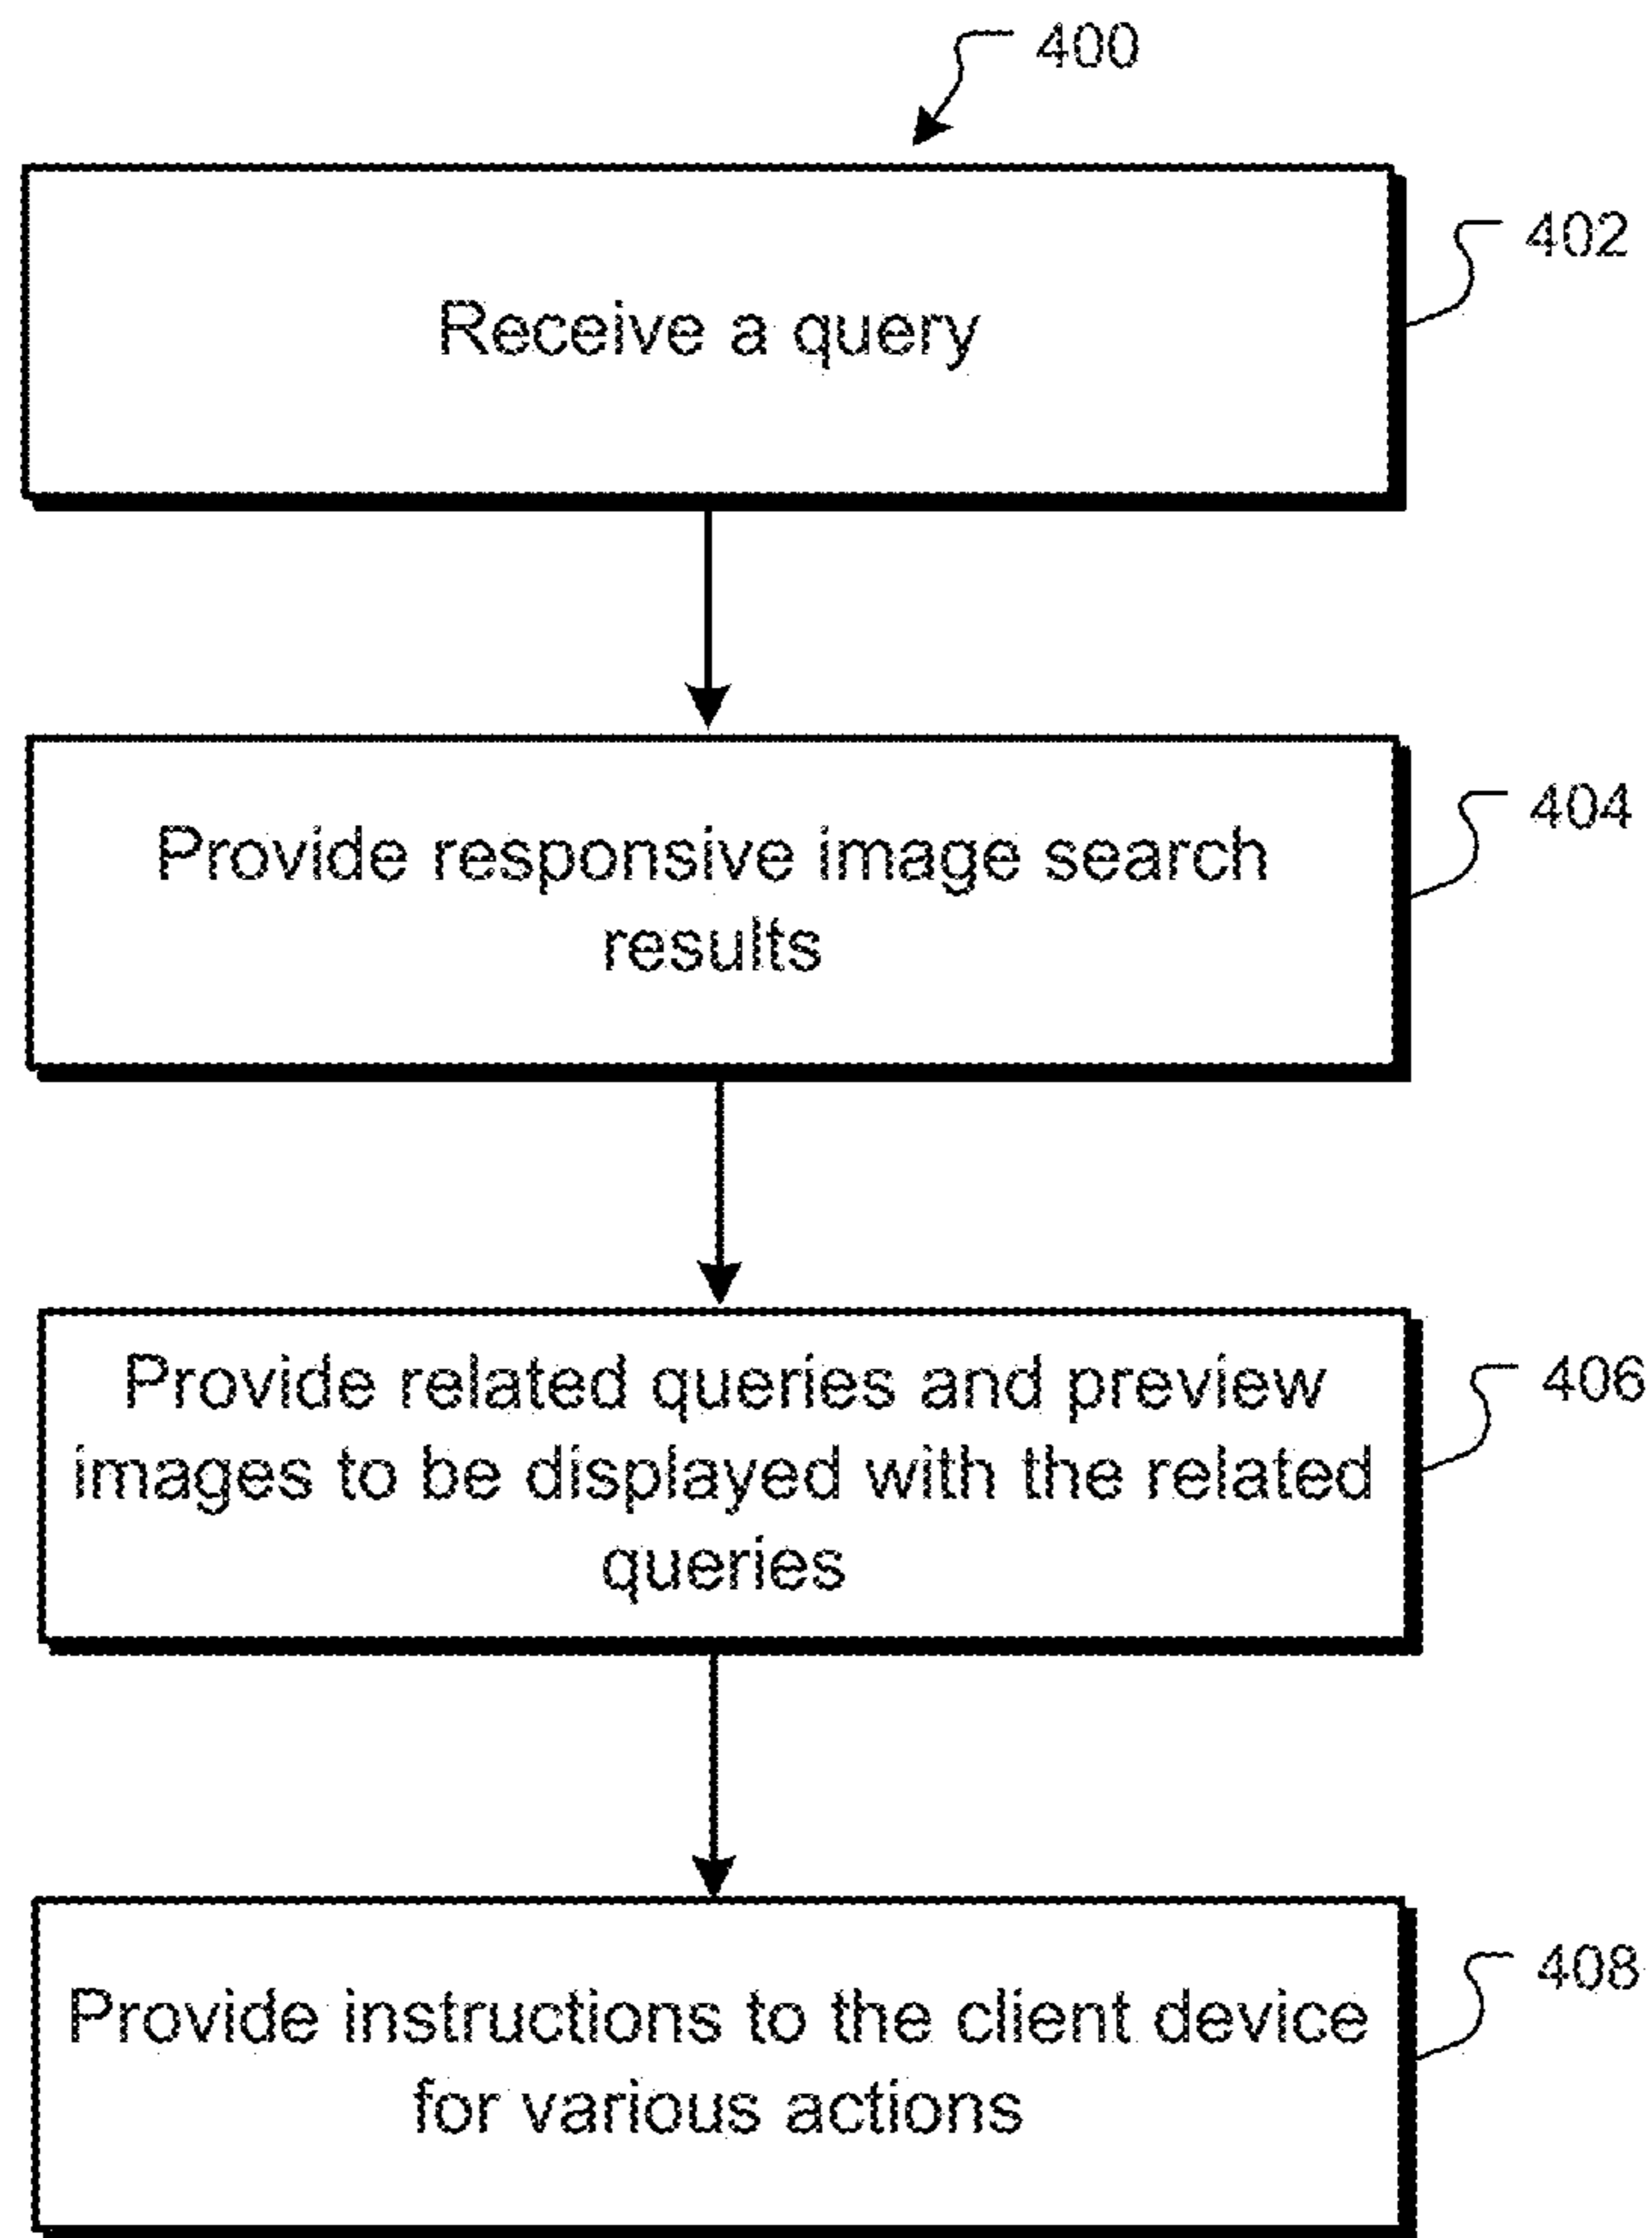 400
402
Receive a query
404
Provide responsive image search
results
406
Provide related queries and preview
images to be displayed with the related
queries
408
Provide instructions to the client device
for various actions